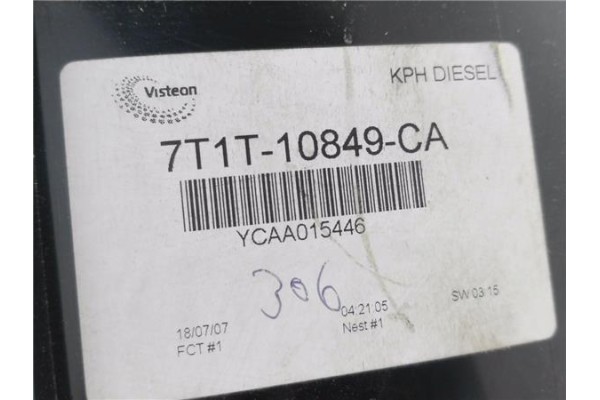 Visteon
KPH DIESEL
7T1T-10849-CA
YCAA015446
306
18/07/07
04:21:05
SW 03.15
FCT #1
Nest #1